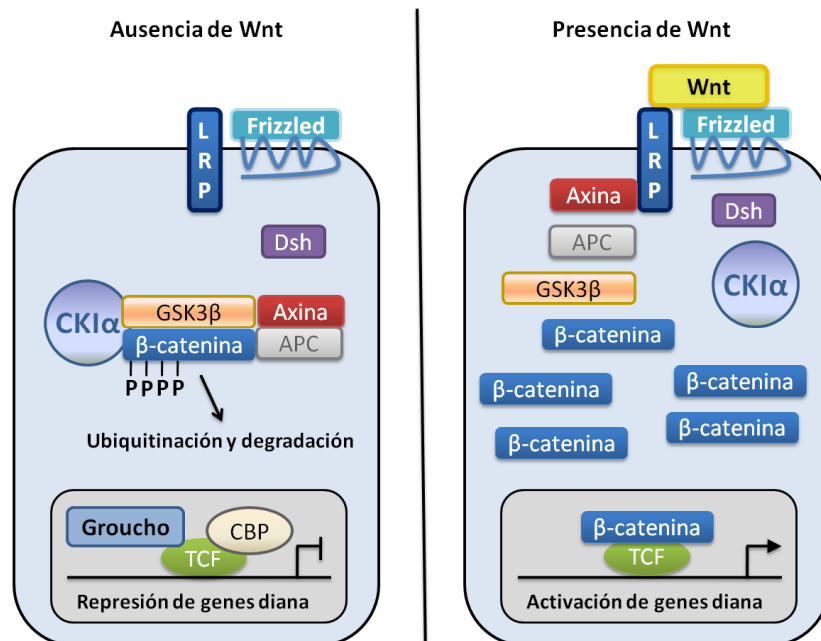 Ausencia de Wnt
LRP
Frizzled
Dsh
CKIα
GSK3β
Axina
β-catenina
APC
P P P P
Ubiquitinación y degradación
Groucho
CBP
TCF
Represión de genes diana
Presencia de Wnt
Wnt
LRP
Frizzled
Axina
Dsh
APC
CKIα
GSK3β
β-catenina
β-catenina
β-catenina
β-catenina
β-catenina
β-catenina
TCF
Activación de genes diana